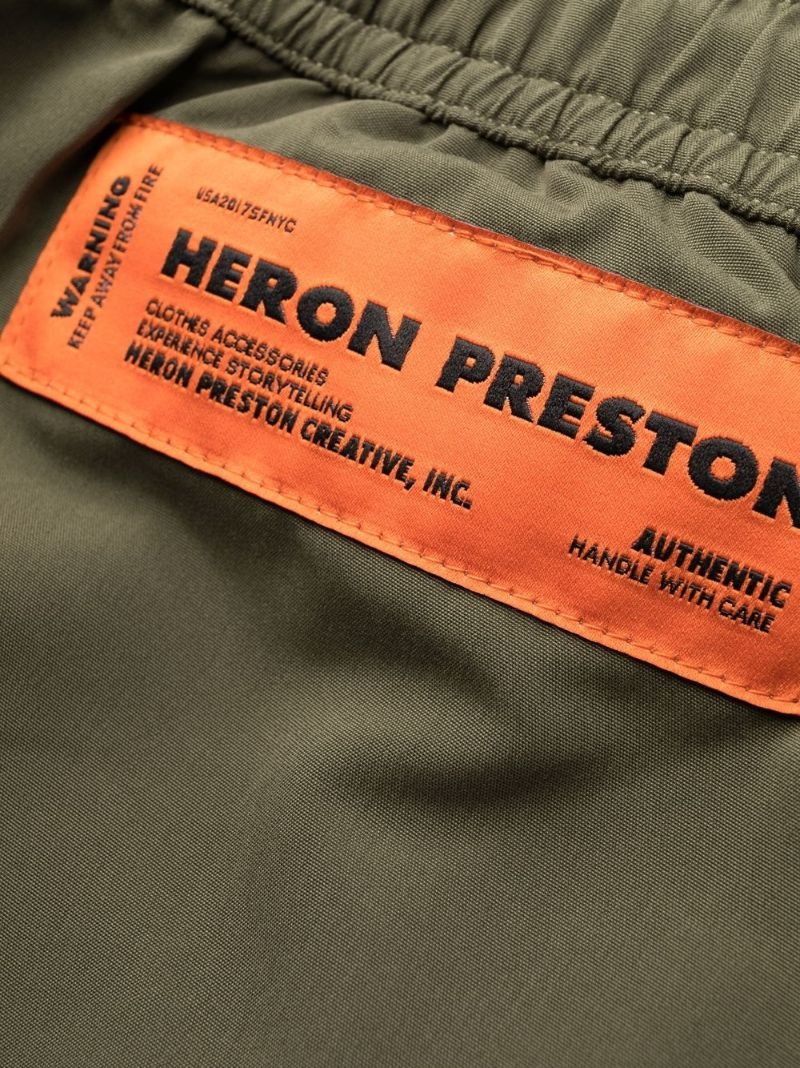 WARNING
KEEP AWAY FROM FIRE
USA2017SFNYC
HERON PRESTON
CLOTHES ACCESSORIES
EXPERIENCE STORYTELLING
HERON PRESTON CREATIVE, INC.
AUTHENTIC
HANDLE WITH CARE